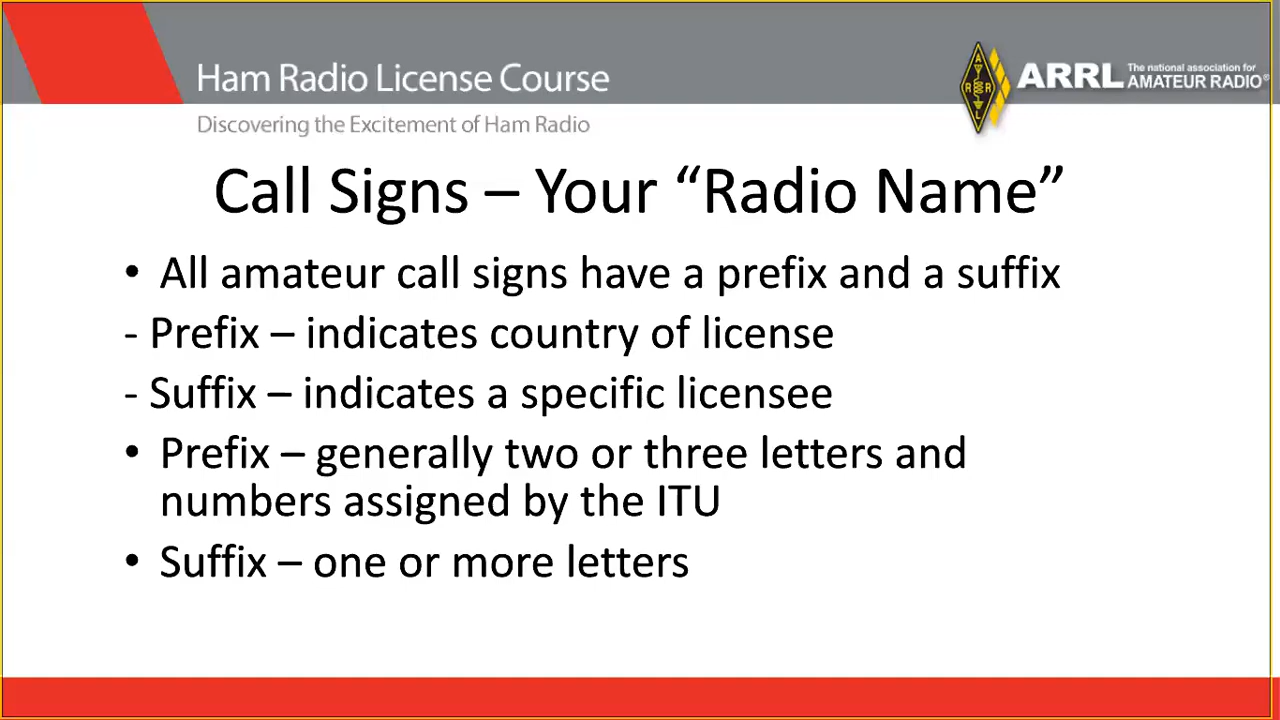 Ham Radio License Course
Discovering the Excitement of Ham Radio
ARRL
The national association for
AMATEUR RADIO®
Call Signs – Your “Radio Name”
• All amateur call signs have a prefix and a suffix
- Prefix – indicates country of license
- Suffix – indicates a specific licensee
• Prefix – generally two or three letters and
numbers assigned by the ITU
• Suffix – one or more letters